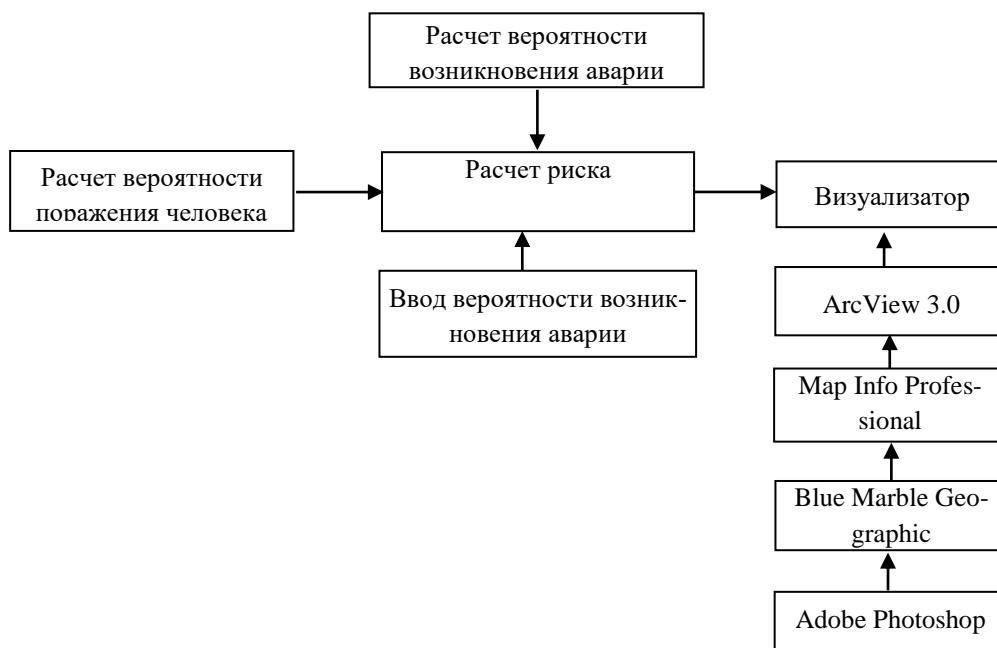 Расчет вероятности
возникновения аварии
Расчет вероятности
поражения человека
Расчет риска
Визуализатор
Ввод вероятности возник-
новения аварии
ArcView 3.0
Map Info Profes-
sional
Blue Marble Geo-
graphic
Adobe Photoshop